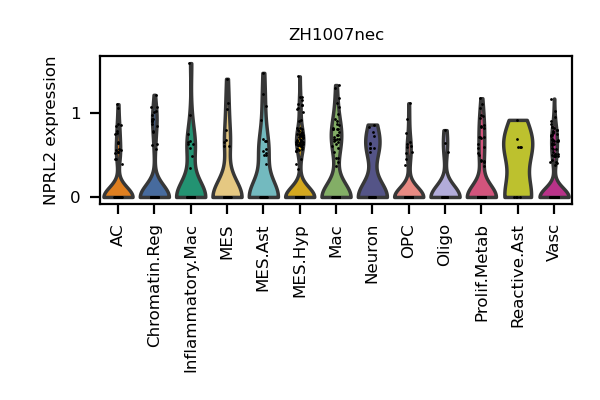 ZH1007nec
NPRL2 expression
1
0
AC
Chromatin.Reg
Inflammatory.Mac
MES
MES.Ast
MES.Hyp
Mac
Neuron
OPC
Oligo
Prolif.Metab
Reactive.Ast
Vasc